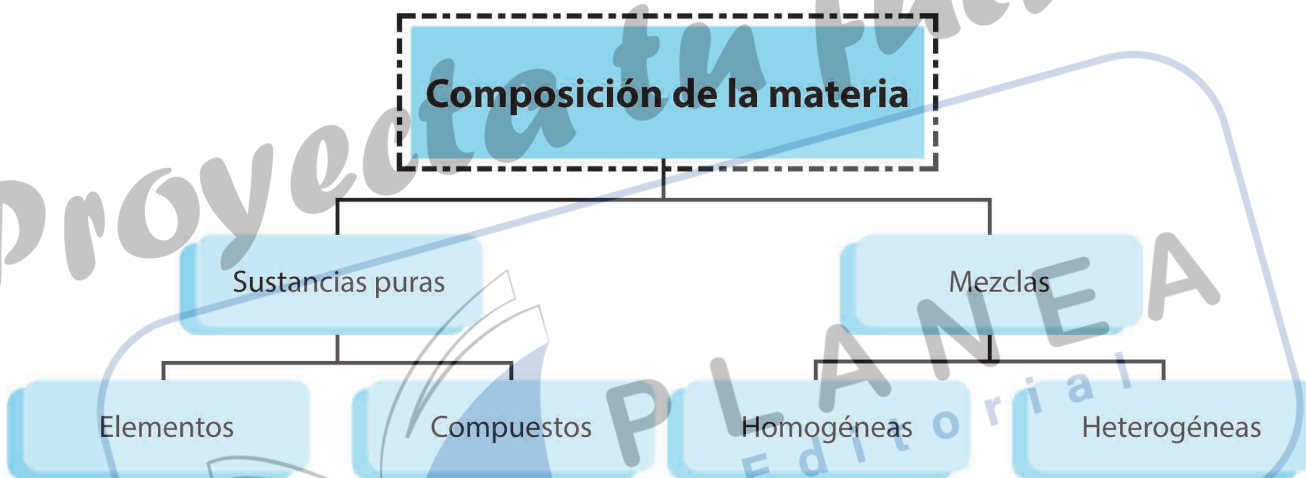 Composición de la materia
Sustancias puras
Mezclas
Elementos
Compuestos
Homogéneas
Heterogéneas
Proyecta tu
PLANEA
Editorial